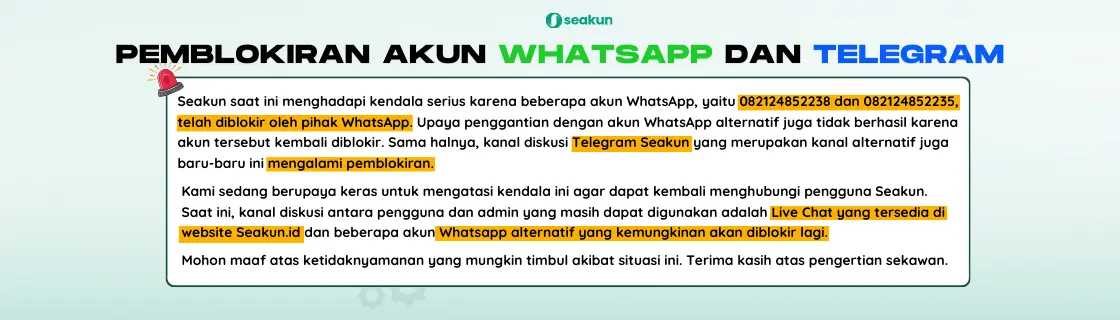 seakun
PEMBLOKIRAN AKUN WHATSAPP DAN TELEGRAM
Seakun saat ini menghadapi kendala serius karena beberapa akun WhatsApp, yaitu 082124852238 dan 082124852235,
telah diblokir oleh pihak WhatsApp. Upaya penggantian dengan akun WhatsApp alternatif juga tidak berhasil karena
akun tersebut kembali diblokir. Sama halnya, kanal diskusi Telegram Seakun yang merupakan kanal alternatif juga
baru-baru ini mengalami pemblokiran.
Kami sedang berupaya keras untuk mengatasi kendala ini agar dapat kembali menghubungi pengguna Seakun.
Saat ini, kanal diskusi antara pengguna dan admin yang masih dapat digunakan adalah Live Chat yang tersedia di
website Seakun.id dan beberapa akun Whatsapp alternatif yang kemungkinan akan diblokir lagi.
Mohon maaf atas ketidaknyamanan yang mungkin timbul akibat situasi ini. Terima kasih atas pengertian sekawan.